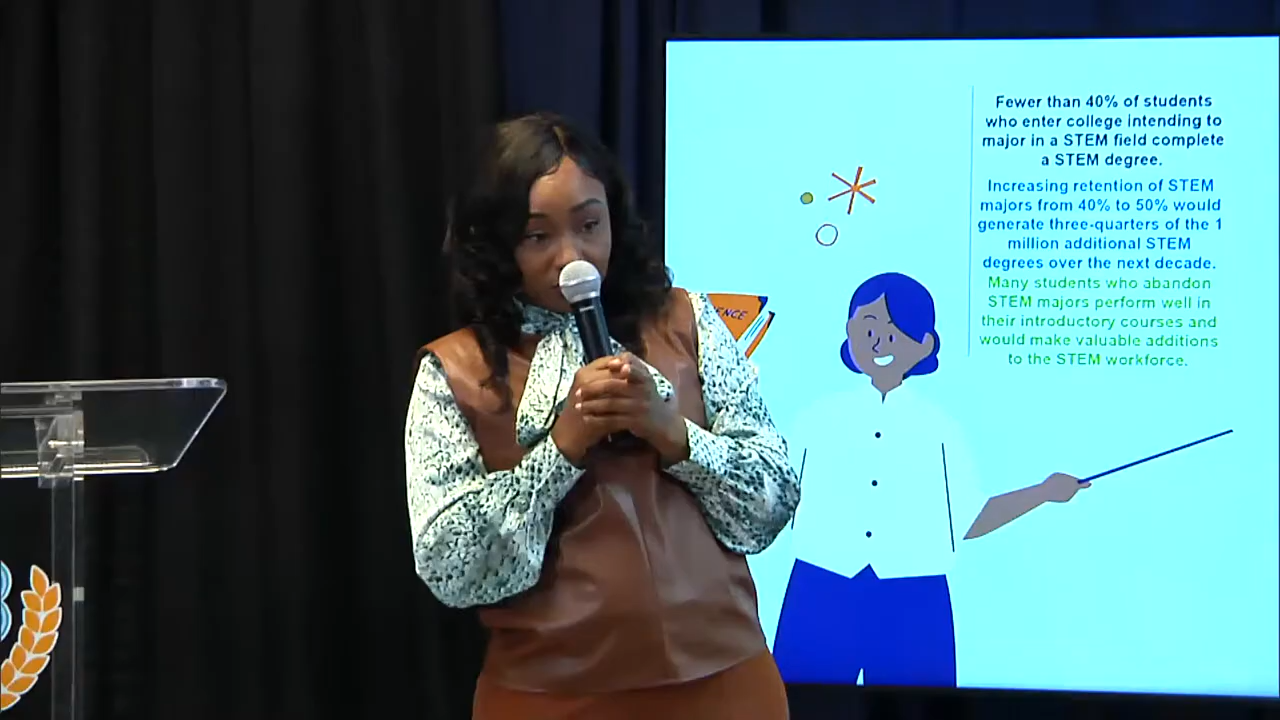 Fewer than 40% of students
who enter college intending to
major in a STEM field complete
a STEM degree.
Increasing retention of STEM
majors from 40% to 50% would
generate three-quarters of the 1
million additional STEM
degrees over the next decade.
Many students who abandon
STEM majors perform well in
their introductory courses and
would make valuable additions
to the STEM workforce.
ENCE